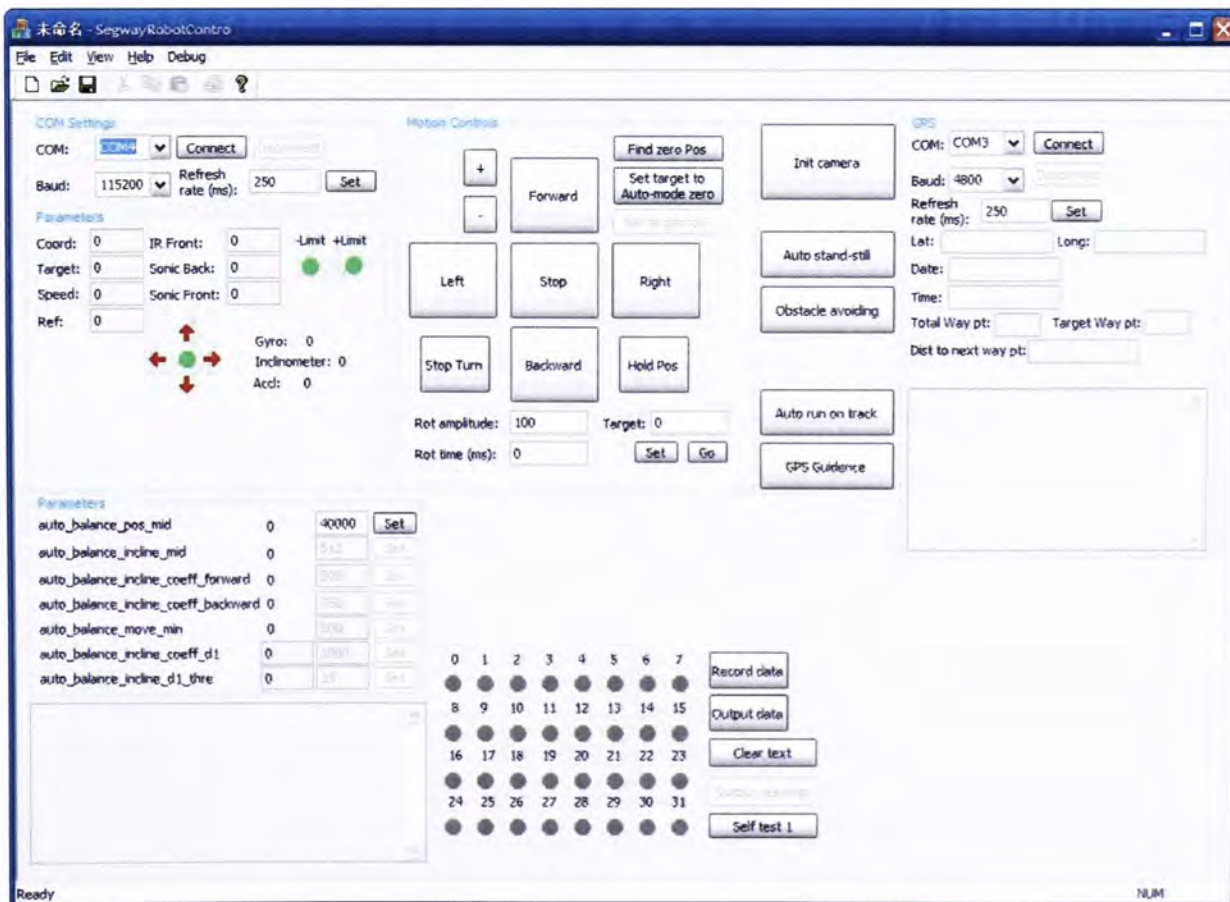 未命名 - SegwayRobotContro
File Edit View Help Debug
COM Settings
COM: COM4 Connect
Baud: 115200 Refresh rate (ms): 250 Set
Parameters
Coord: 0 IR Front: 0 -Limit +Limit
Target: 0 Sonic Back: 0
Speed: 0 Sonic Front: 0
Ref: 0
Gyro: 0
Inclinometer: 0
Accl: 0
Motion Controls
+
-
Forward
Find zero Pos
Set target to Auto-mode zero
Left Stop Right
Stop Turn Backward Hold Pos
Rot amplitude: 100 Target: 0
Rot time (ms): 0 Set Go
Init camera
Auto stand-still
Obstacle avoiding
Auto run on track
GPS Guidence
GPS
COM: COM3 Connect
Baud: 4800
Refresh rate (ms): 250 Set
Lat: Long:
Date:
Time:
Total Way pt: Target Way pt:
Dist to next way pt:
Parameters
auto_balance_pos_mid 0 40000 Set
auto_balance_incline_mid 0 512 Set
auto_balance_incline_coeff_forward 0 Set
auto_balance_incline_coeff_backward 0 Set
auto_balance_move_min 0 Set
auto_balance_incline_coeff_d1 0 Set
auto_balance_incline_d1_thre 0 Set
0 1 2 3 4 5 6 7
8 9 10 11 12 13 14 15
16 17 18 19 20 21 22 23
24 25 26 27 28 29 30 31
Record data
Output data
Clear text
Self test 1
Ready NUM